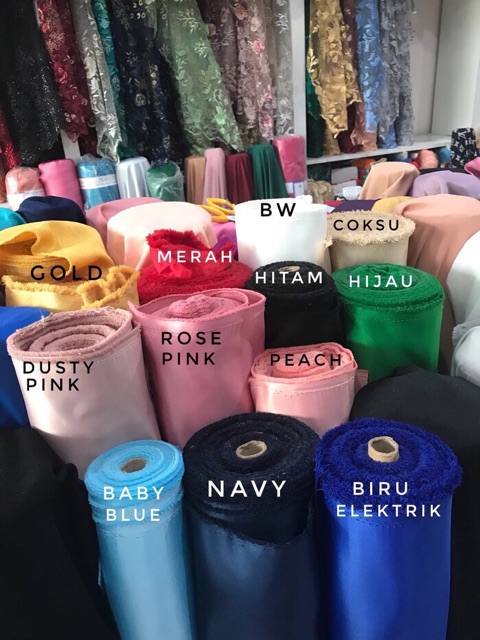 BW
COKSU
MERAH
GOLD
HITAM
HIJAU
ROSE
PINK
DUSTY
PINK
PEACH
BABY
BLUE
NAVY
BIRU
ELEKTRIK